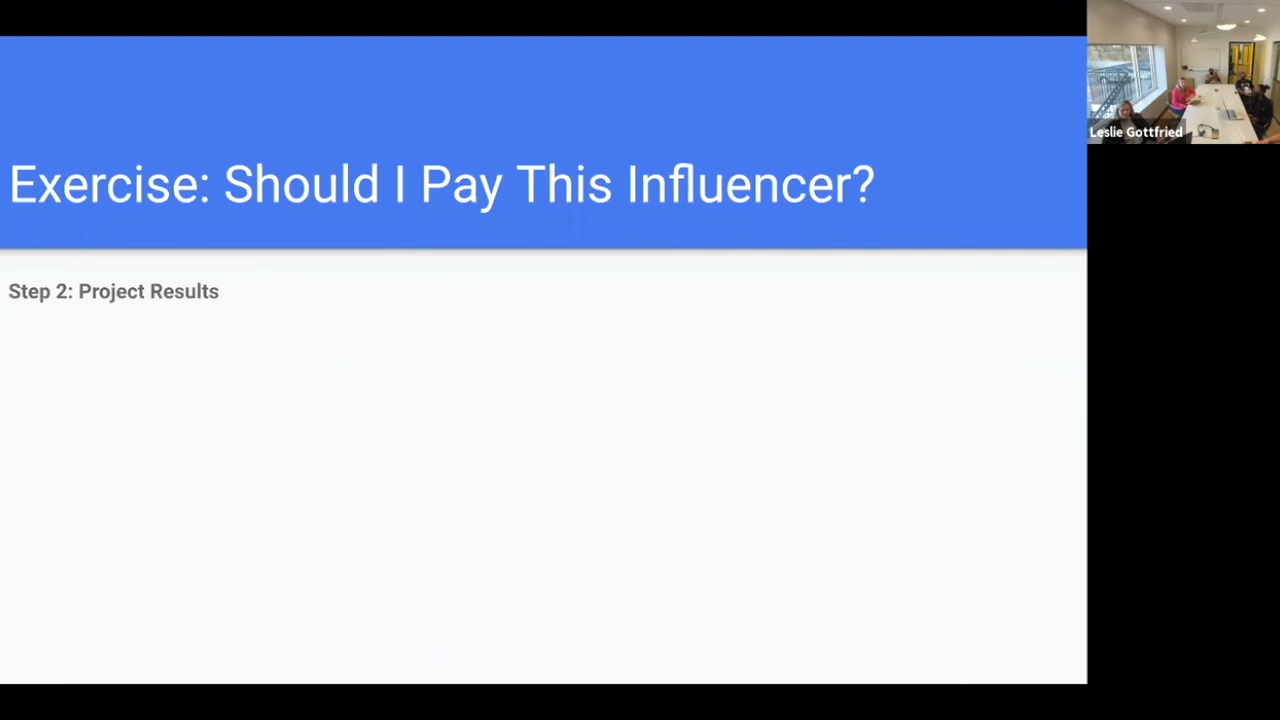 Exercise: Should I Pay This Influencer?
Step 2: Project Results
Leslie Gottfried